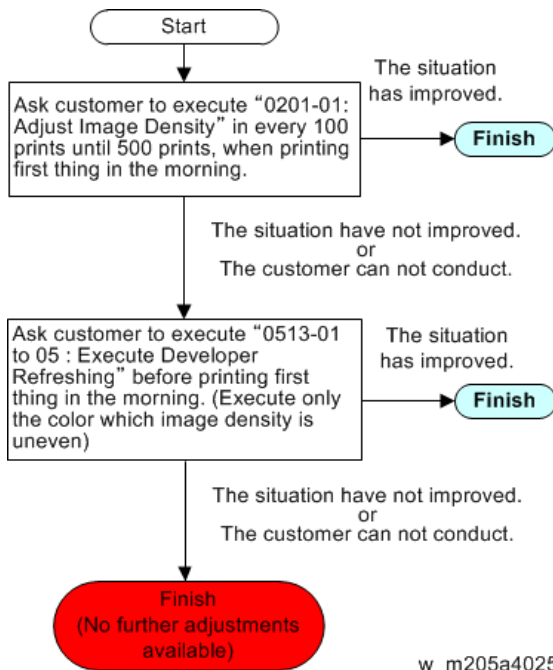 Start
Ask customer to execute “0201-01:
Adjust Image Density” in every 100
prints until 500 prints, when printing
first thing in the morning.
The situation
has improved.
Finish
The situation have not improved.
or
The customer can not conduct.
Ask customer to execute “0513-01
to 05 : Execute Developer
Refreshing” before printing first
thing in the morning. (Execute only
the color which image density is
uneven)
The situation
has improved.
Finish
The situation have not improved.
or
The customer can not conduct.
Finish
(No further adjustments
available)
w_m205a4025